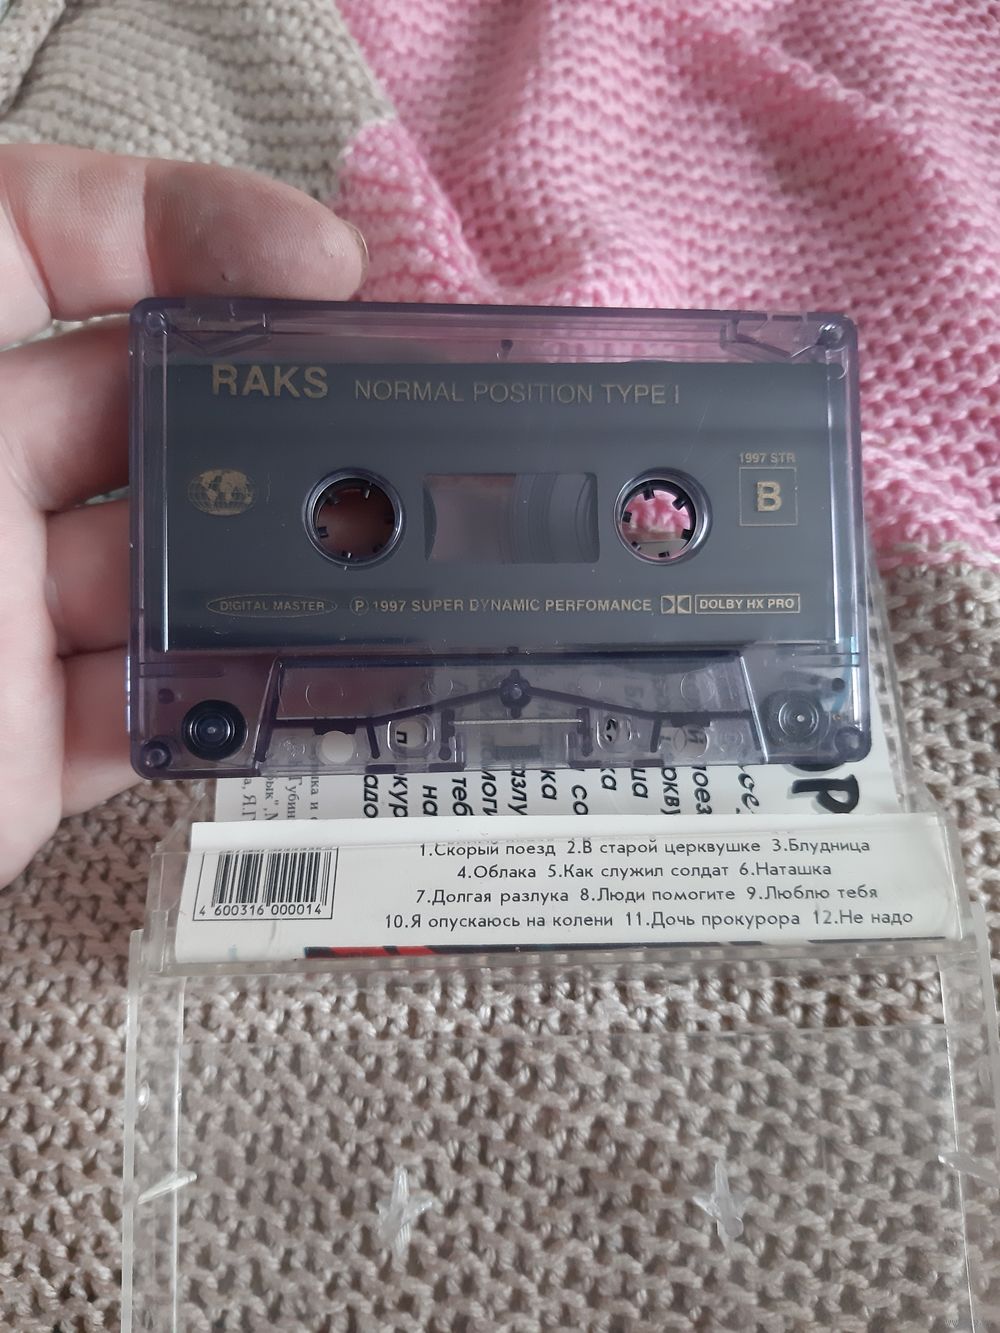 RAKS NORMAL POSITION TYPE I
1997 STR
B
DIGITAL MASTER Ⓟ 1997 SUPER DYNAMIC PERFOMANCE DOLBY HX PRO
1.Скорый поезд 2.В старой церквушке 3.Блудница
4.Облака 5.Как служил солдат 6.Наташка
7.Долгая разлука 8.Люди помогите 9.Люблю тебя
10.Я опускаюсь на колени 11.Дочь прокурора 12.Не надо
4 600316 000014